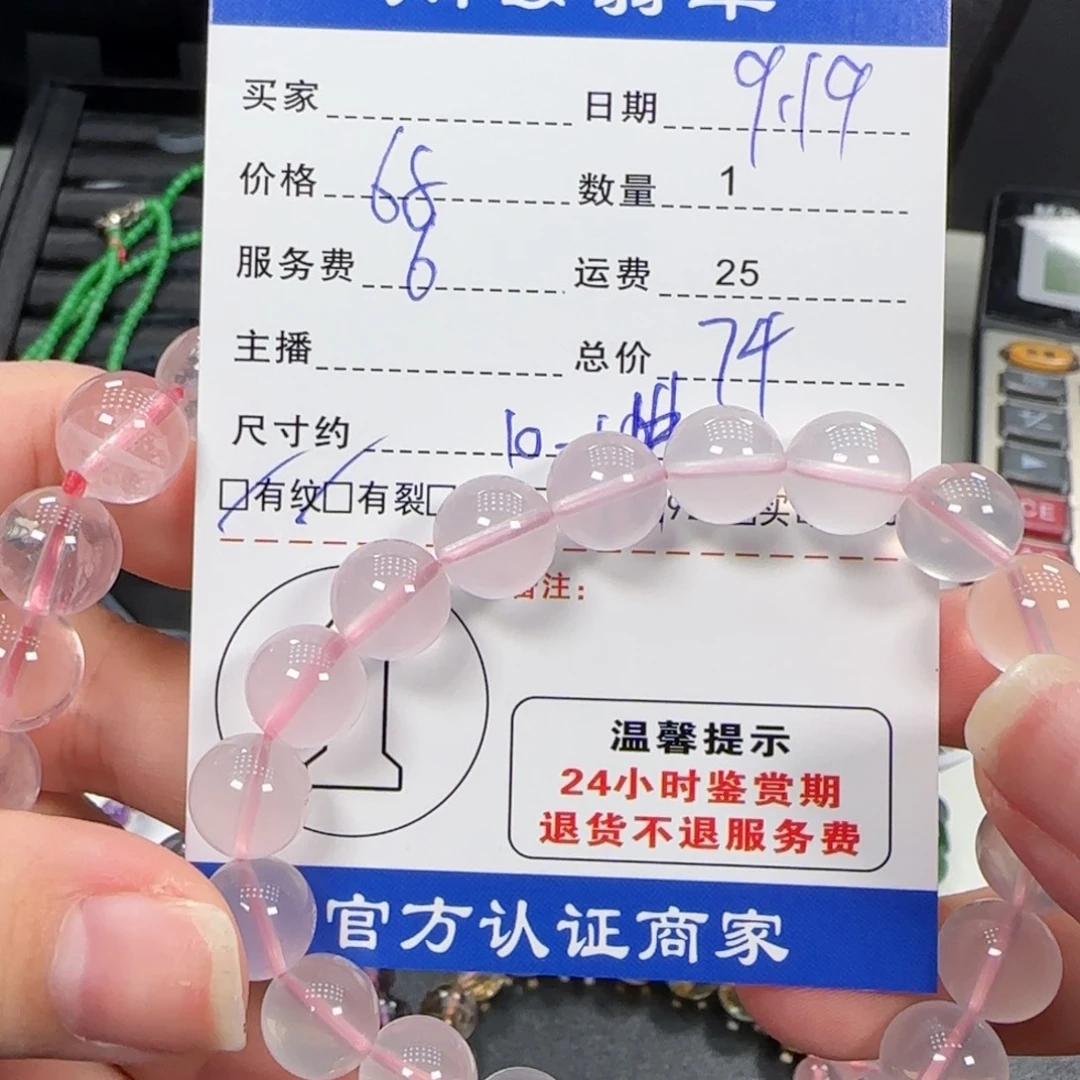 买家 日期 9.19
价格 68 数量 1
服务费 6 运费 25
主播 总价 74
尺寸约 10-
□有纹□有裂□
备注：
温馨提示
24小时鉴赏期
退货不退服务费
官方认证商家
CE